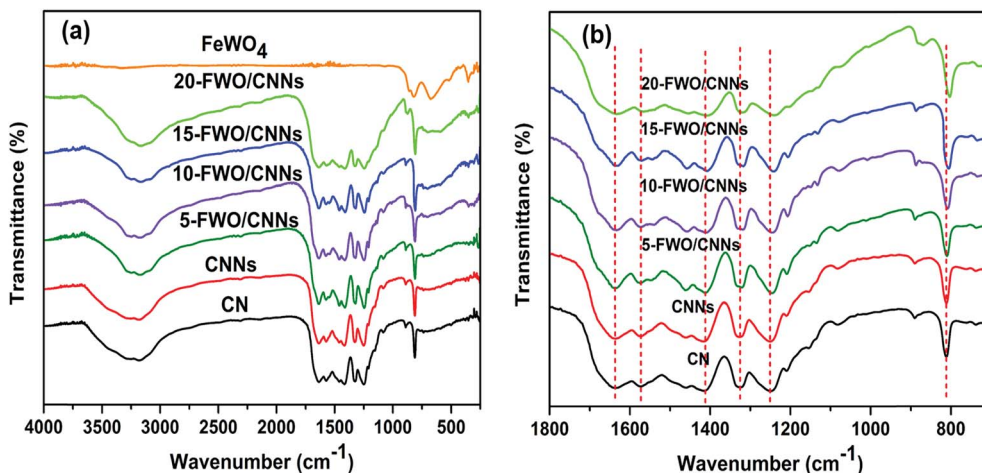 (a)
FeWO4
20-FWO/CNNs
15-FWO/CNNs
10-FWO/CNNs
5-FWO/CNNs
CNNs
CN
Transmittance (%)
4000 3500 3000 2500 2000 1500 1000 500
Wavenumber (cm-1)
(b)
20-FWO/CNNs
15-FWO/CNNs
10-FWO/CNNs
5-FWO/CNNs
CNNs
CN
Transmittance (%)
1800 1600 1400 1200 1000 800
Wavenumber (cm-1)